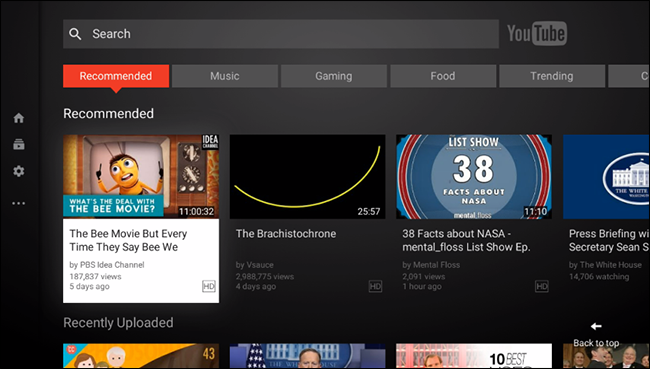 Search
YouTube
Recommended
Music
Gaming
Food
Trending
C
Recommended
IDEA
CHANNEL
WHAT'S THE DEAL WITH
THE BEE MOVIE?
11:00:32
The Bee Movie But Every
Time They Say Bee We
by PBS Idea Channel
187,837 views
5 days ago
HD
25:57
The Brachistochrone
by Vsauce
2,988,775 views
4 days ago
HD
LIST SHOW
38
FACTS ABOUT
NASA
mental_floss
11:10
38 Facts about NASA -
mental_floss List Show Ep.
by Mental Floss
2,091 views
1 hour ago
HD
THE WHITE
Press Briefing wi
Secretary Sean S
by The White House
14,706 watching
Recently Uploaded
43
10 BEST
Back to top